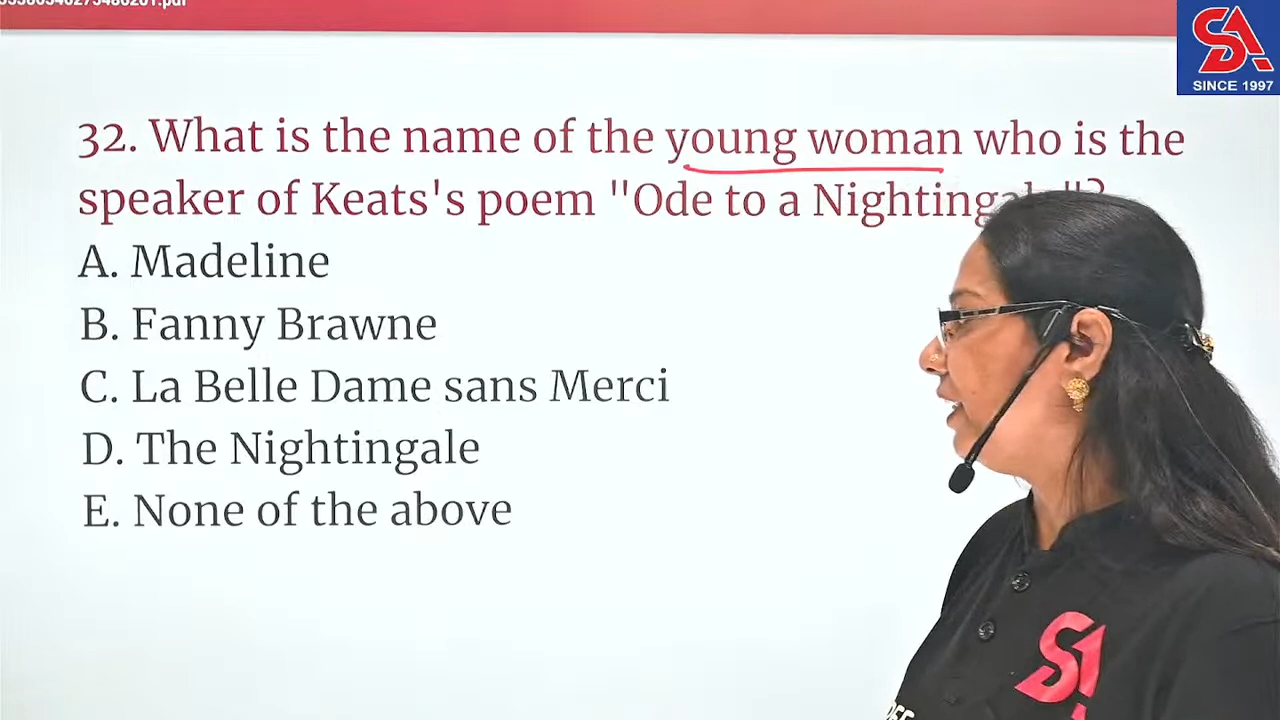 SA
SINCE 1997
32. What is the name of the young woman who is the
speaker of Keats's poem "Ode to a
A. Madeline
B. Fanny Brawne
C. La Belle Dame sans Merci
D. The Nightingale
E. None of the above
SA